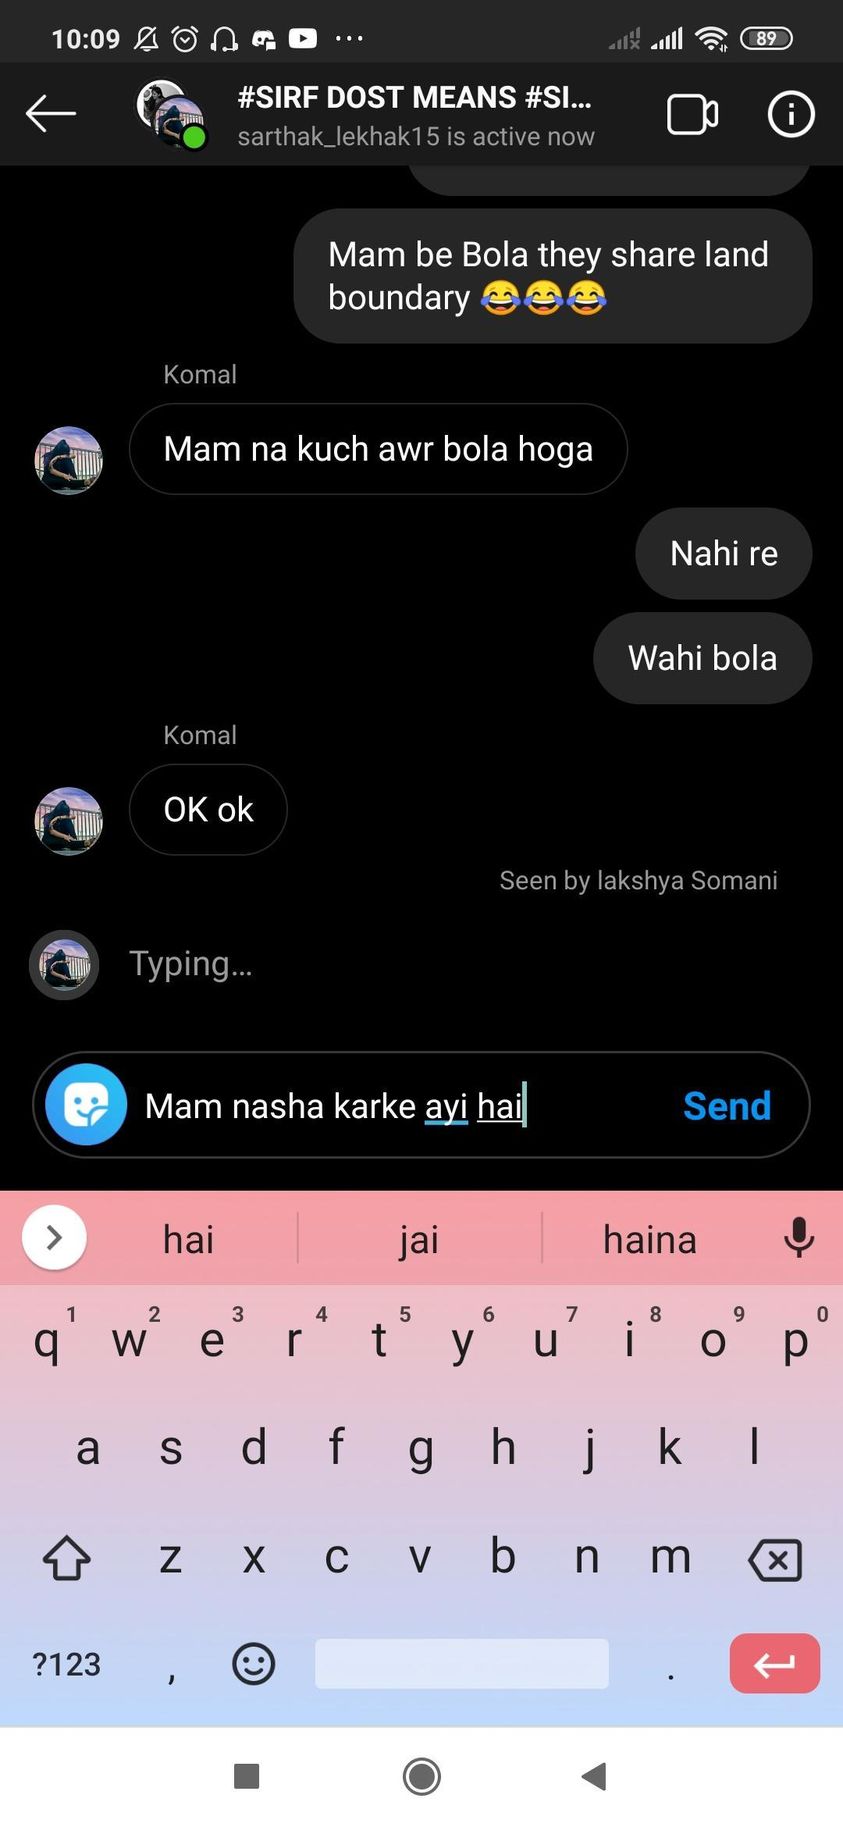 10:09 ... 89
#SIRF DOST MEANS #SI...
sarthak_lekhak15 is active now
Mam be Bola they share land
boundary 😂😂😂
Komal
Mam na kuch awr bola hoga
Nahi re
Wahi bola
Komal
OK ok
Seen by lakshya Somani
Typing...
Mam nasha karke ayi hai Send
hai jai haina
1 2 3 4 5 6 7 8 9 0
q w e r t y u i o p
a s d f g h j k l
z x c v b n m
?123 , .